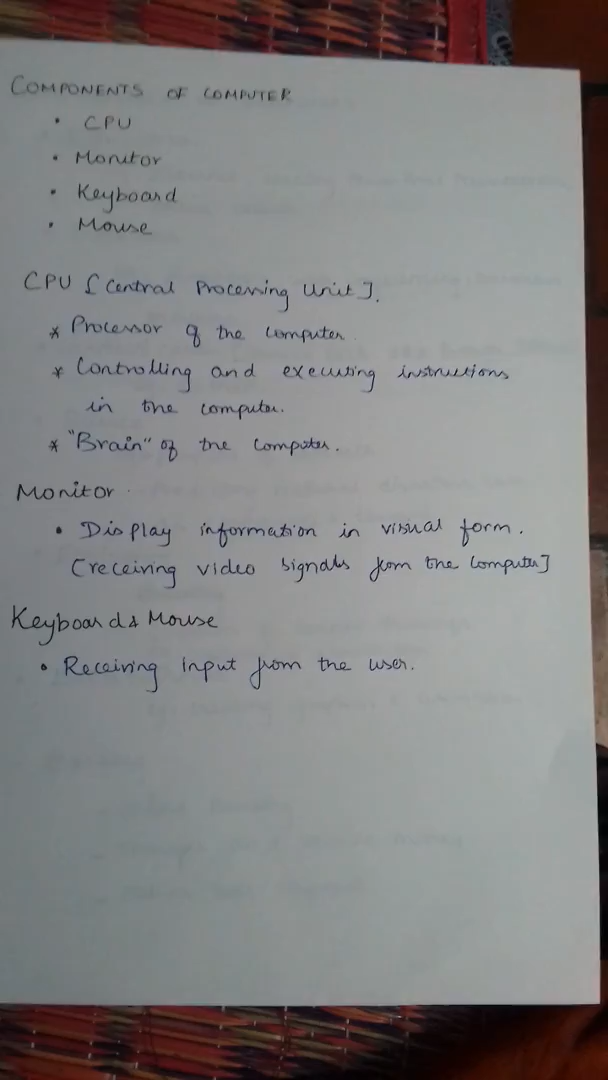 COMPONENTS OF COMPUTER
• CPU
• Monitor
• Keyboard
• Mouse
CPU [Central Processing Unit].
* Processor of the computer.
* Controlling and executing instructions
in the computer.
* "Brain" of the computer.
Monitor
• Display information in visual form.
[receiving video signals from the computer]
Keyboard & Mouse
• Receiving input from the user.